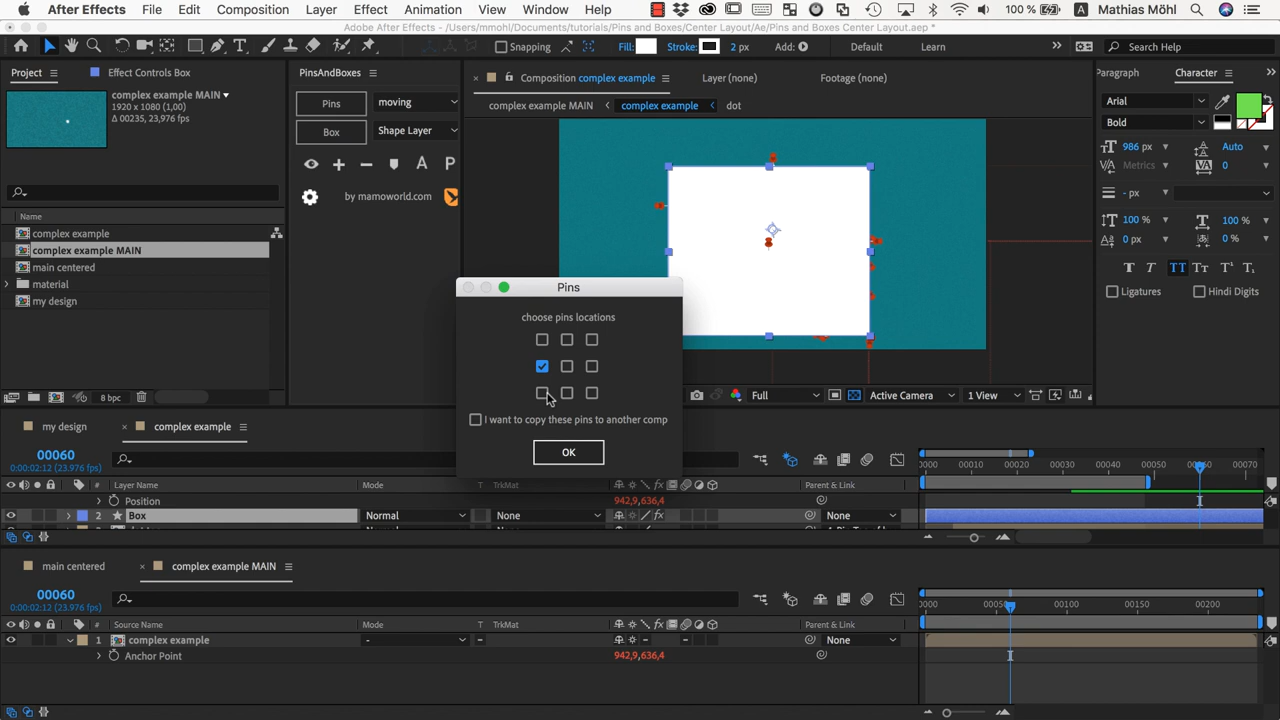 After Effects File Edit Composition Layer Effect Animation View Window Help 100 % A Mathias Möhl
Adobe After Effects - /Users/mmohl/Documents/tutorials/Pins and Boxes/Center Layout/Ae/Pins and Boxes Center Layout.aep *
Snapping Fill: Stroke: 2 px Add: Default Learn Search Help
Project Effect Controls Box PinsAndBoxes Composition complex example Layer (none) Footage (none) Paragraph Character
complex example MAIN
1920 x 1080 (1,00)
Δ 00235, 23,976 fps)
Pins moving
Box Shape Layer
A P
by mamoworld.com
complex example MAIN complex example dot
Arial
Bold
986 px Auto
Metrics 0
- px
100 % 100 %
0 px 0 %
T T TT Tт T¹ T₁
Ligatures Hindi Digits
Name
complex example
complex example MAIN
main centered
material
my design
8 bpc
Pins
choose pins locations
I want to copy these pins to another comp
OK
Full Active Camera 1 View
my design complex example
00060
0:00:02:12 (23.976 fps)
# Layer Name Mode T TrkMat Parent & Link
0000 00010 00020 00030 00040 00050 00060 00070
Position 942,9,636,4
2 Box Normal None None
main centered complex example MAIN
00060
0:00:02:12 (23.976 fps)
# Source Name Mode T TrkMat Parent & Link
0000 00050 00100 00150 00200
1 complex example - None
Anchor Point 942,9,636,4